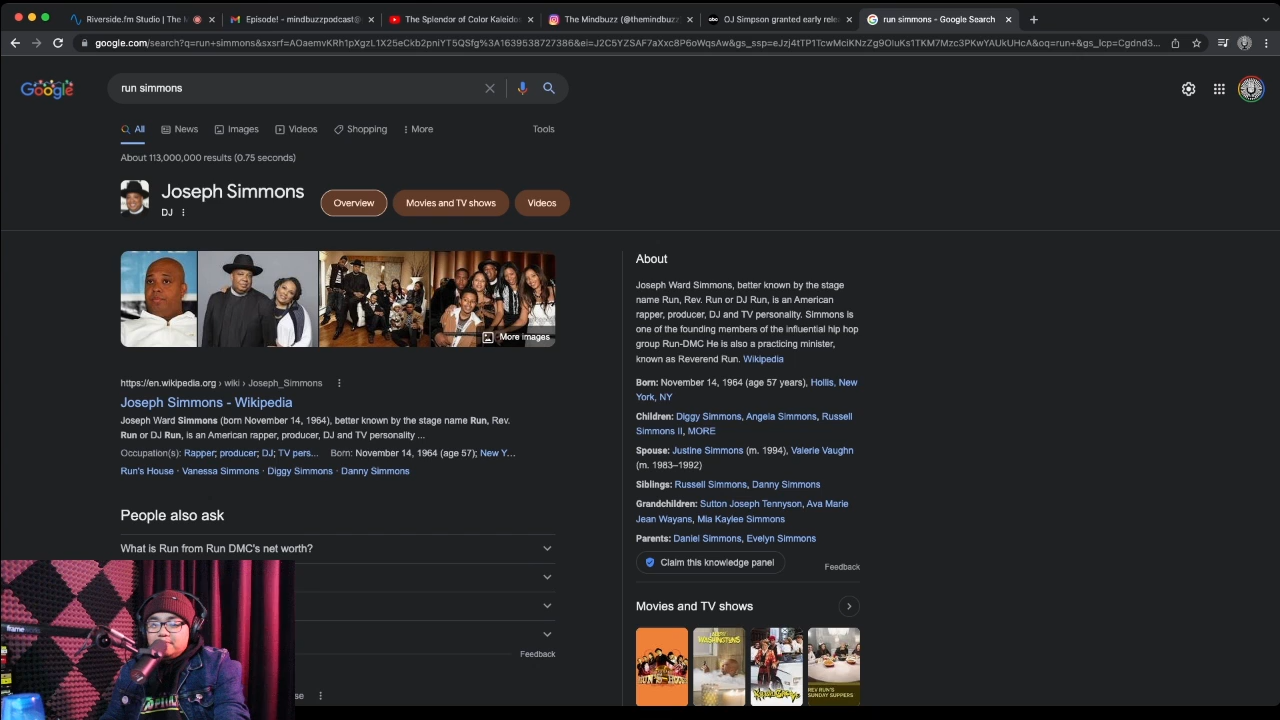 Riverside.fm Studio | The M
Episode! - mindbuzzpodcast@g
The Splendor of Color Kaleidos
The Mindbuzz (@themindbuzz_
OJ Simpson granted early relea
run simmons - Google Search
google.com/search?q=run+simmons&sxsrf=AOaemvKRh1pXgzL1X25eCkb2pniYT5QSfg%3A1639538727386&ei=J2C5YZSAF7aXxc8P6oWqsAw&gs_ssp=eJzj4tTP1TcwMciKNzZg9OIuKs1TKM7Mzc3PKwYAUkUHcA&oq=run+&gs_lcp=Cgdnd3...
Google
run simmons
All
News
Images
Videos
Shopping
More
Tools
About 113,000,000 results (0.75 seconds)
Joseph Simmons
DJ
Overview
Movies and TV shows
Videos
More images
https://en.wikipedia.org › wiki › Joseph_Simmons
Joseph Simmons - Wikipedia
Joseph Ward Simmons (born November 14, 1964), better known by the stage name Run, Rev.
Run or DJ Run, is an American rapper, producer, DJ and TV personality ...
Occupation(s): Rapper; producer; DJ; TV pers... Born: November 14, 1964 (age 57); New Y...
Run's House · Vanessa Simmons · Diggy Simmons · Danny Simmons
People also ask
What is Run from Run DMC's net worth?
Feedback
se
frame
About
Joseph Ward Simmons, better known by the stage
name Run, Rev. Run or DJ Run, is an American
rapper, producer, DJ and TV personality. Simmons is
one of the founding members of the influential hip hop
group Run-DMC He is also a practicing minister,
known as Reverend Run. Wikipedia
Born: November 14, 1964 (age 57 years), Hollis, New
York, NY
Children: Diggy Simmons, Angela Simmons, Russell
Simmons II, MORE
Spouse: Justine Simmons (m. 1994), Valerie Vaughn
(m. 1983–1992)
Siblings: Russell Simmons, Danny Simmons
Grandchildren: Sutton Joseph Tennyson, Ava Marie
Jean Wayans, Mia Kaylee Simmons
Parents: Daniel Simmons, Evelyn Simmons
Claim this knowledge panel
Feedback
Movies and TV shows
REV RUN'S
SUNDAY SUPPERS